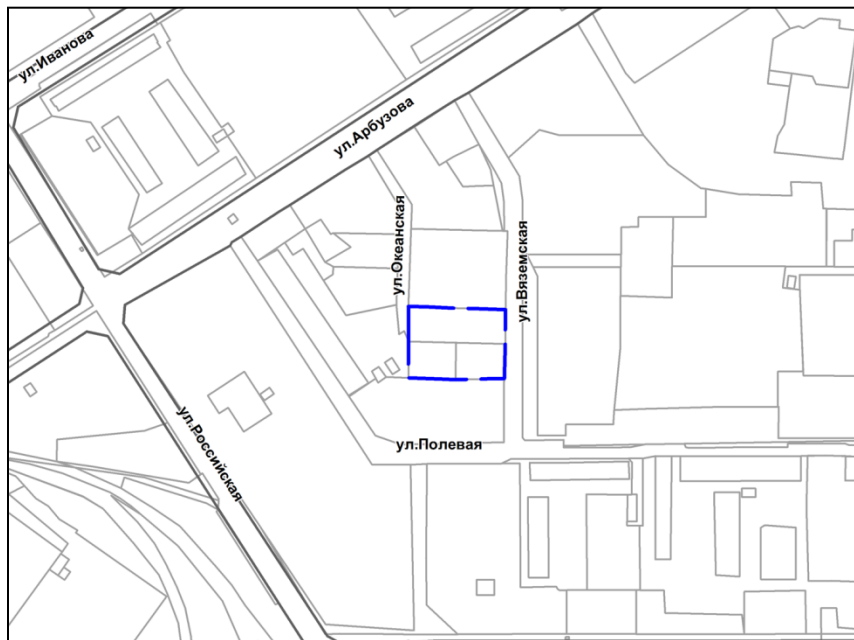 ул.Иванова
ул.Арбузова
ул.Океанская
ул.Вяземская
ул.Полевая
ул.Российская